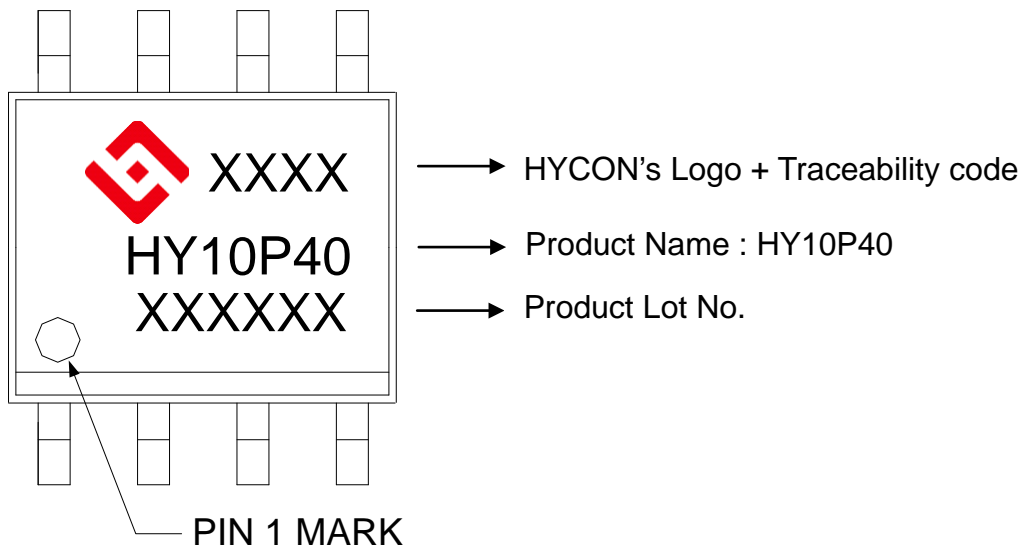 XXXX
HYCON's Logo + Traceability code
HY10P40
Product Name : HY10P40
XXXXXX
Product Lot No.
PIN 1 MARK